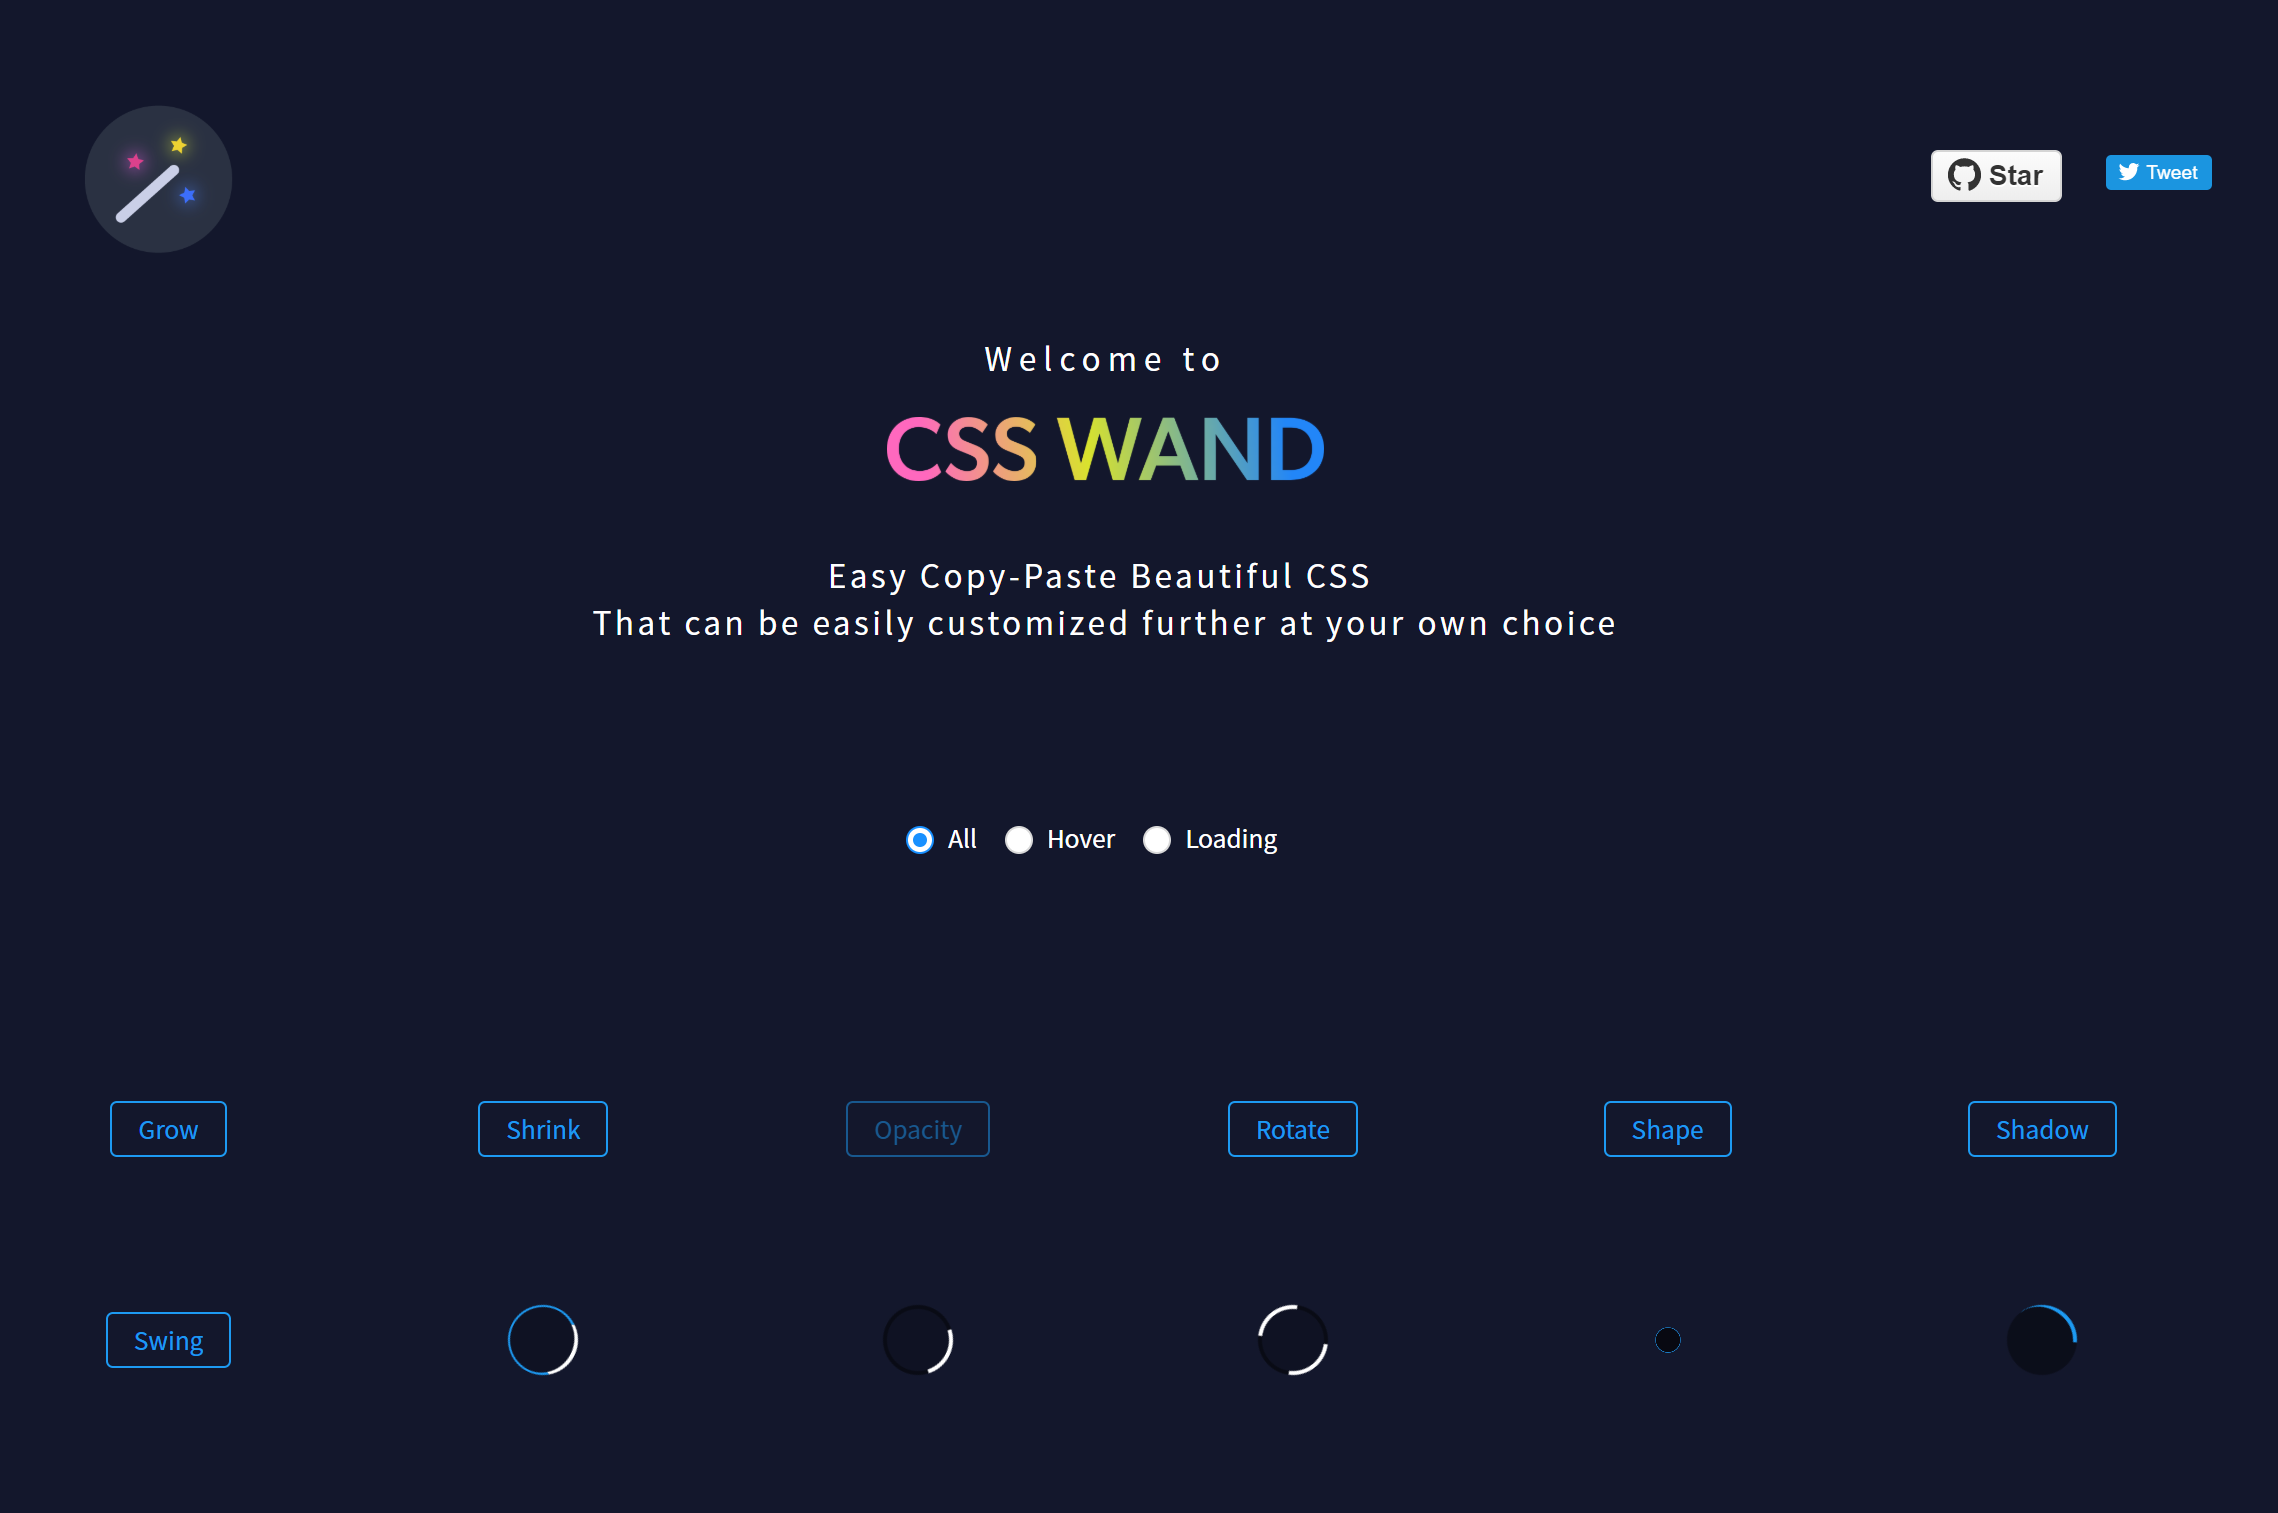 Star
Tweet
Welcome to
CSS WAND
Easy Copy-Paste Beautiful CSS
That can be easily customized further at your own choice
All Hover Loading
Grow Shrink Opacity Rotate Shape Shadow
Swing